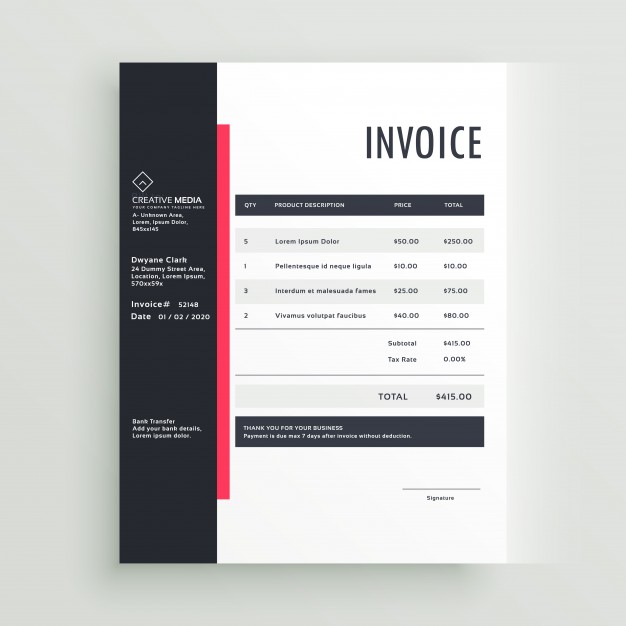 INVOICE
CREATIVE MEDIA
YOUR COMPANY TAGLINE HERE
A- Unknown Area,
Lorem, Ipsum Dolor,
845xx145
Dwyane Clark
24 Dummy Street Area,
Location, Lorem Ipsum,
570xx59x
Invoice# 52148
Date 01 / 02 / 2020
Bank Transfer
Add your bank details,
Lorem ipsum dolor.
QTY PRODUCT DESCRIPTION PRICE TOTAL
5 Lorem Ipsum Dolor $50.00 $250.00
1 Pellentesque id neque ligula $10.00 $10.00
3 Interdum et malesuada fames $25.00 $75.00
2 Vivamus volutpat faucibus $40.00 $80.00
Subtotal $415.00
Tax Rate 0.00%
TOTAL $415.00
THANK YOU FOR YOUR BUSINESS
Payment is due max 7 days after invoice without deduction.
Signature